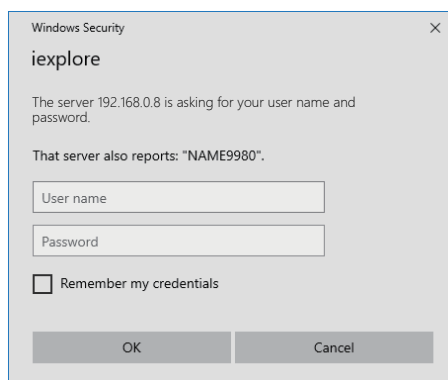 Windows Security
iexplore
The server 192.168.0.8 is asking for your user name and
password.
That server also reports: "NAME9980".
User name
Password
Remember my credentials
OK Cancel